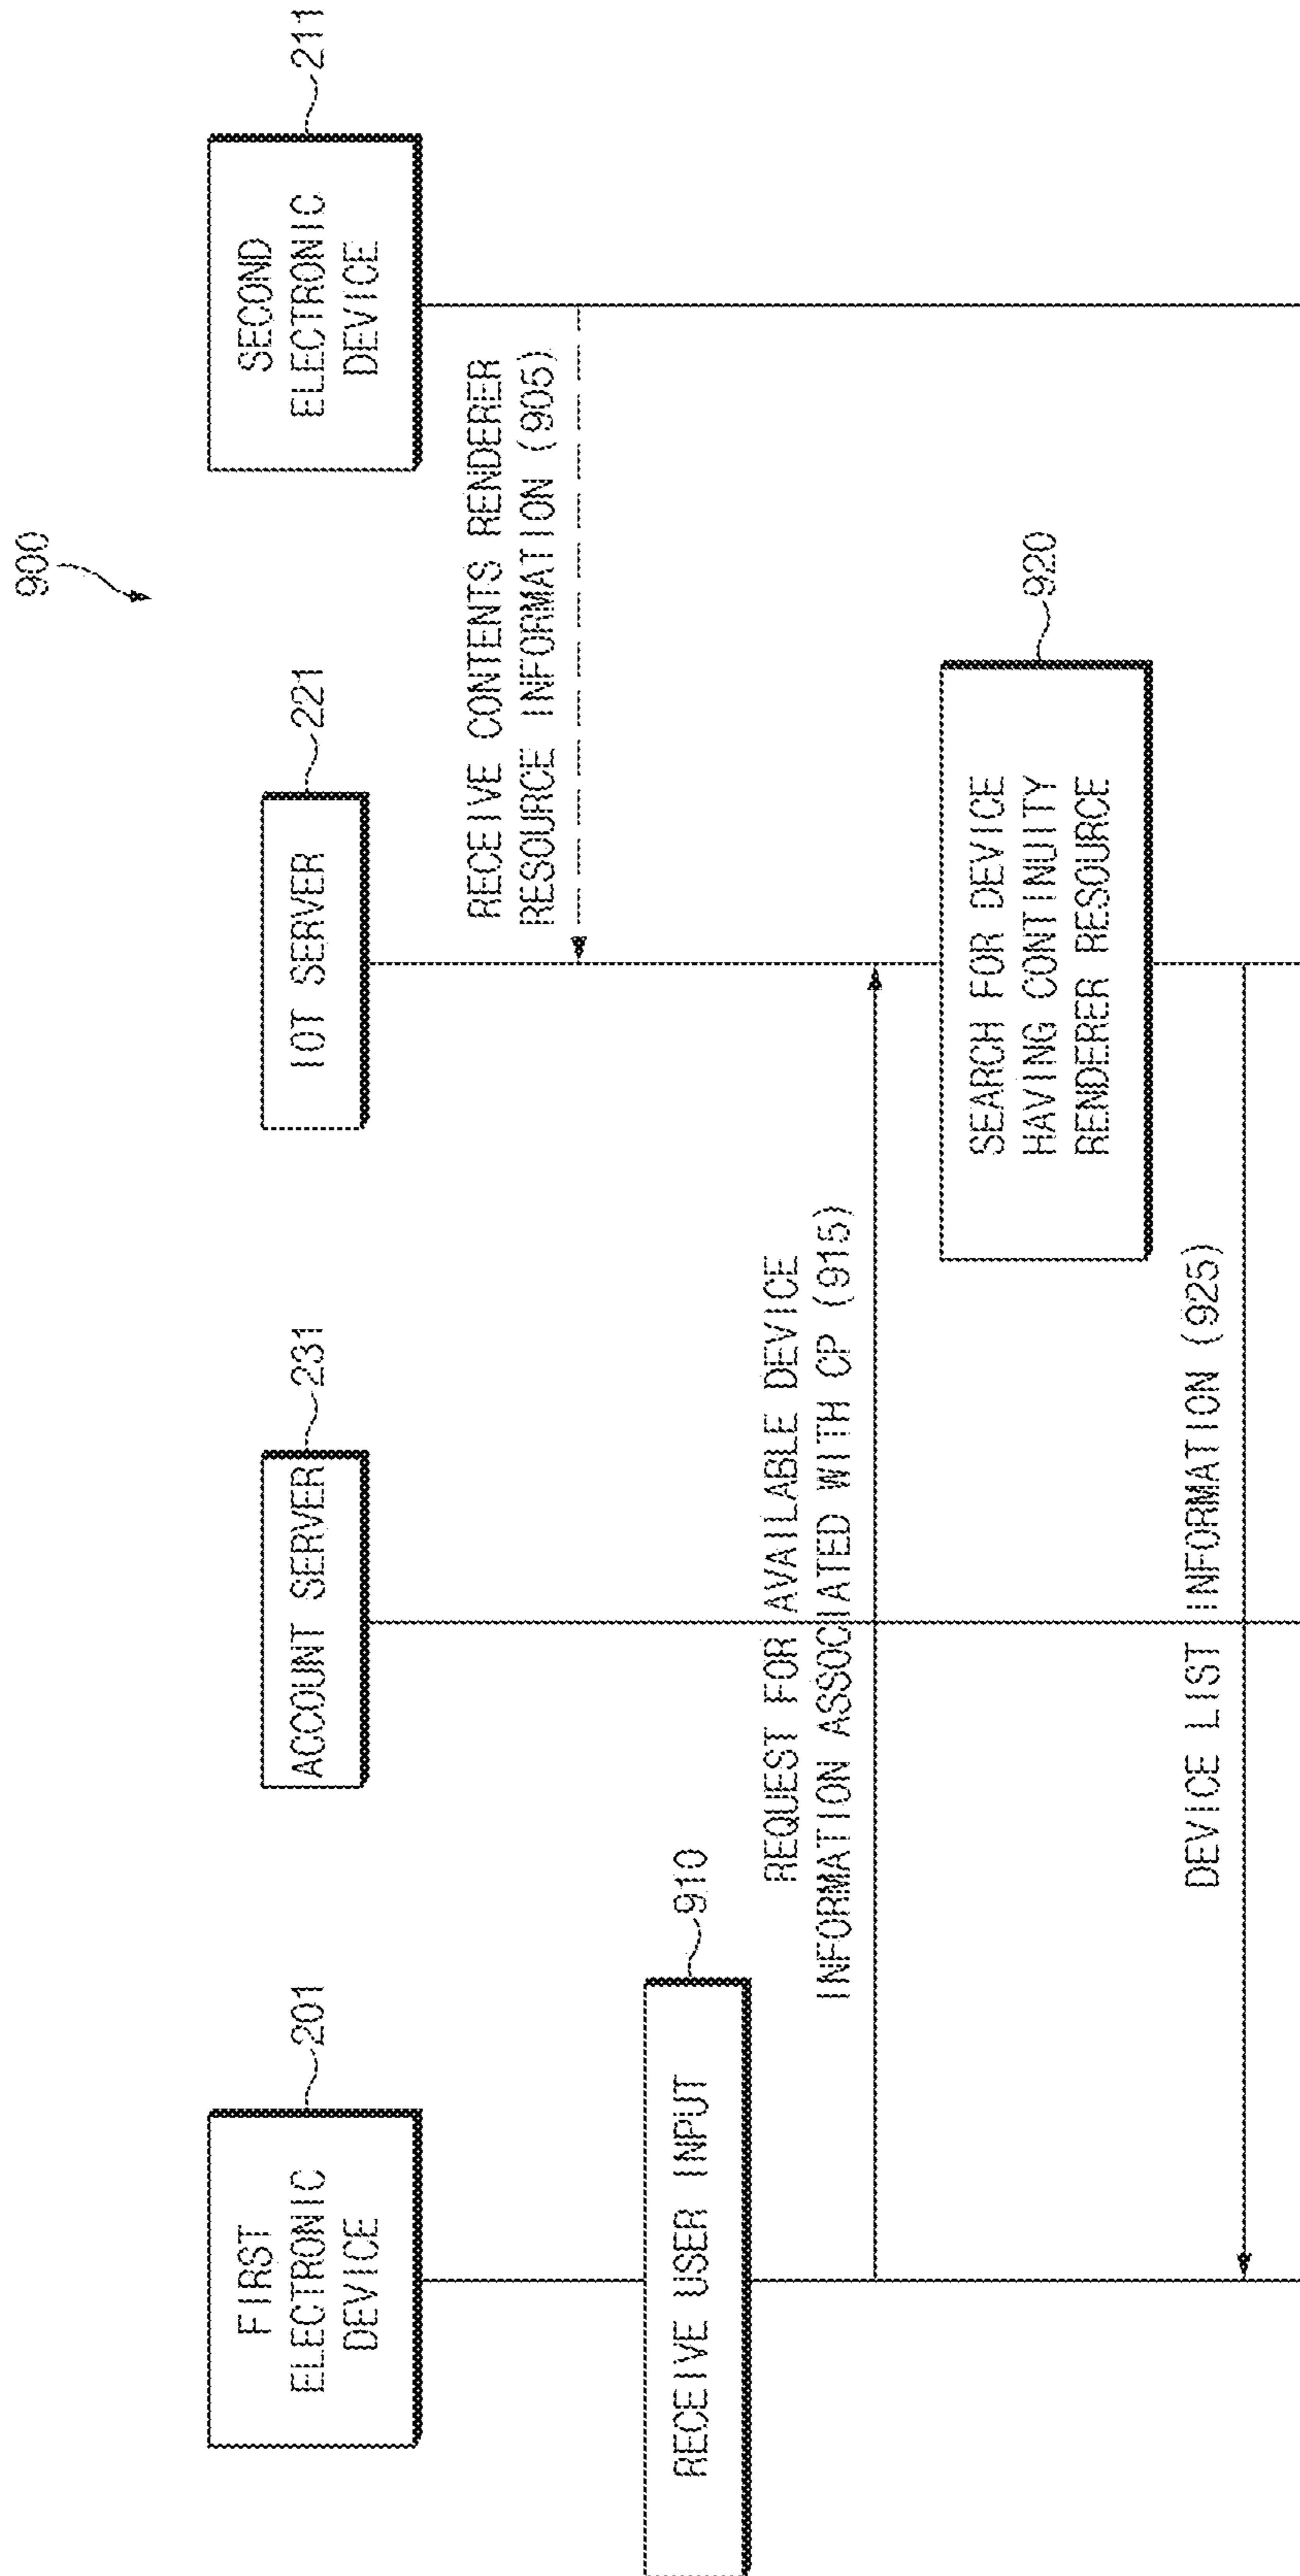 900
FIRST
ELECTRONIC
DEVICE
201
ACCOUNT SERVER
231
IOT SERVER
221
SECOND
ELECTRONIC
DEVICE
211
RECEIVE CONTENTS RENDERER
RESOURCE INFORMATION (905)
RECEIVE USER INPUT
910
REQUEST FOR AVAILABLE DEVICE
INFORMATION ASSOCIATED WITH CP (915)
SEARCH FOR DEVICE
HAVING CONTINUITY
RENDERER RESOURCE
920
DEVICE LIST INFORMATION (925)